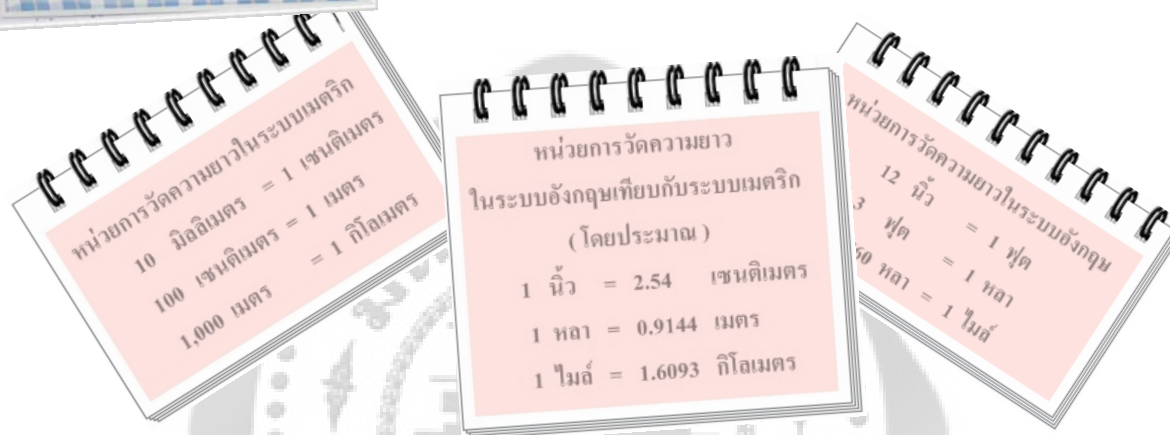 หน่วยการวัดความยาวในระบบเมตริก
10 มิลลิเมตร = 1 เซนติเมตร
100 เซนติเมตร = 1 เมตร
1,000 เมตร = 1 กิโลเมตร
หน่วยการวัดความยาว
ในระบบอังกฤษเทียบกับระบบเมตริก
( โดยประมาณ )
1 นิ้ว = 2.54 เซนติเมตร
1 หลา = 0.9144 เมตร
1 ไมล์ = 1.6093 กิโลเมตร
หน่วยการวัดความยาวในระบบอังกฤษ
12 นิ้ว = 1 ฟุต
3 ฟุต = 1 หลา
60 หลา = 1 ไมล์